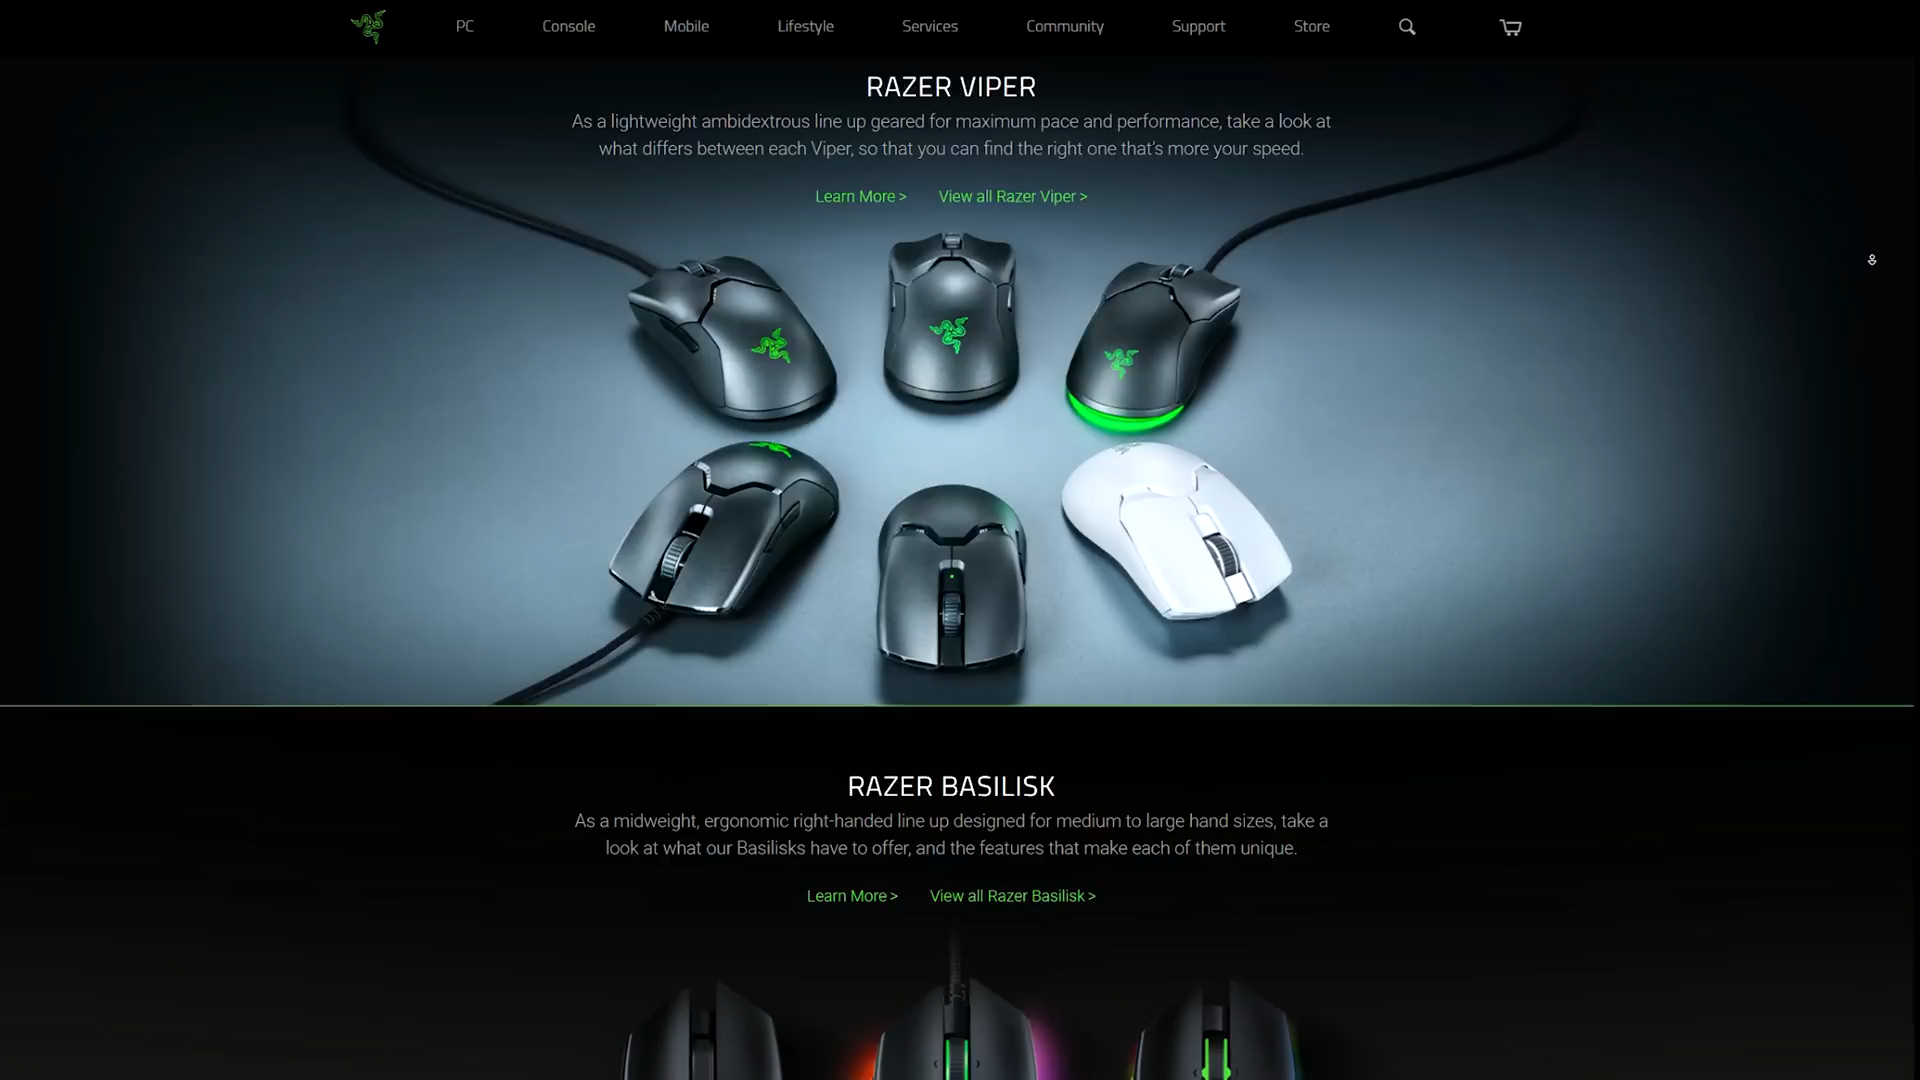 PC Console Mobile Lifestyle Services Community Support Store
RAZER VIPER
As a lightweight ambidextrous line up geared for maximum pace and performance, take a look at
what differs between each Viper, so that you can find the right one that’s more your speed.
Learn More > View all Razer Viper >
RAZER BASILISK
As a midweight, ergonomic right-handed line up designed for medium to large hand sizes, take a
look at what our Basilisks have to offer, and the features that make each of them unique.
Learn More > View all Razer Basilisk >